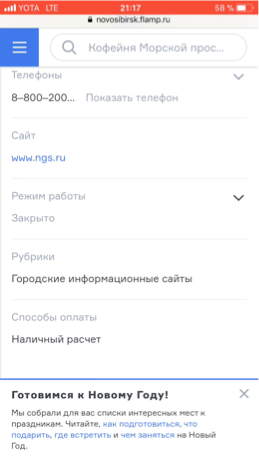 YOTA LTE 21:17 58 %
novosibirsk.flamp.ru
Кофейня Морской прос...
Телефоны
8–800–200... Показать телефон
Сайт
www.ngs.ru
Режим работы
Закрыто
Рубрики
Городские информационные сайты
Способы оплаты
Наличный расчет
Готовимся к Новому Году!
Мы собрали для вас списки интересных мест к
праздникам. Читайте, как подготовиться, что
подарить, где встретить и чем заняться на Новый
Год.